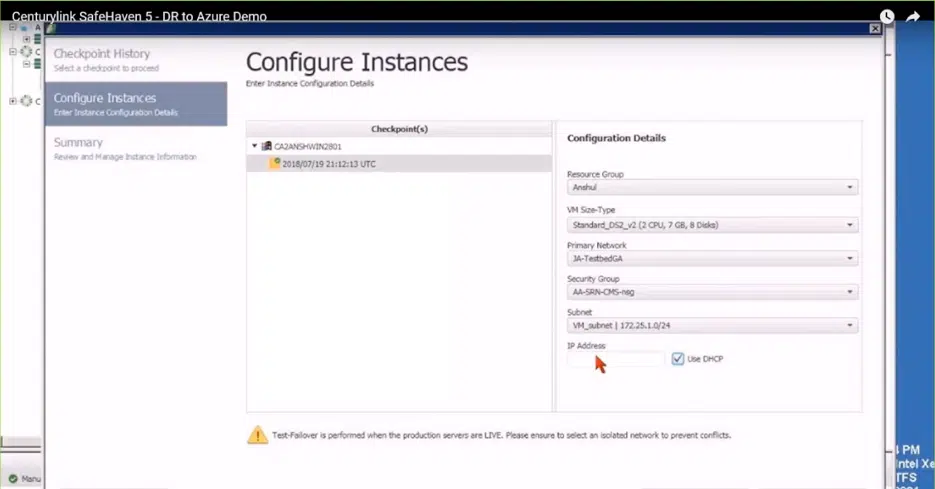 Centurylink SafeHaven 5 - DR to Azure Demo
Checkpoint History
Select a checkpoint to proceed
Configure Instances
Enter Instance Configuration Details
Summary
Review and Manage Instance Information
Configure Instances
Enter Instance Configuration Details
Checkpoint(s)
CA2ANSHWIN2801
2018/07/19 21:12:13 UTC
Configuration Details
Resource Group
Anshul
VM Size-Type
Standard_DS2_v2 (2 CPU, 7 GB, 8 Disks)
Primary Network
JA-TestbedGA
Security Group
AA-SRN-CMS-nsg
Subnet
VM_subnet | 172.25.1.0/24
IP Address
Use DHCP
Test-Failover is performed when the production servers are LIVE. Please ensure to select an isolated network to prevent conflicts.
PM
Intel Xe
TFS
Manu